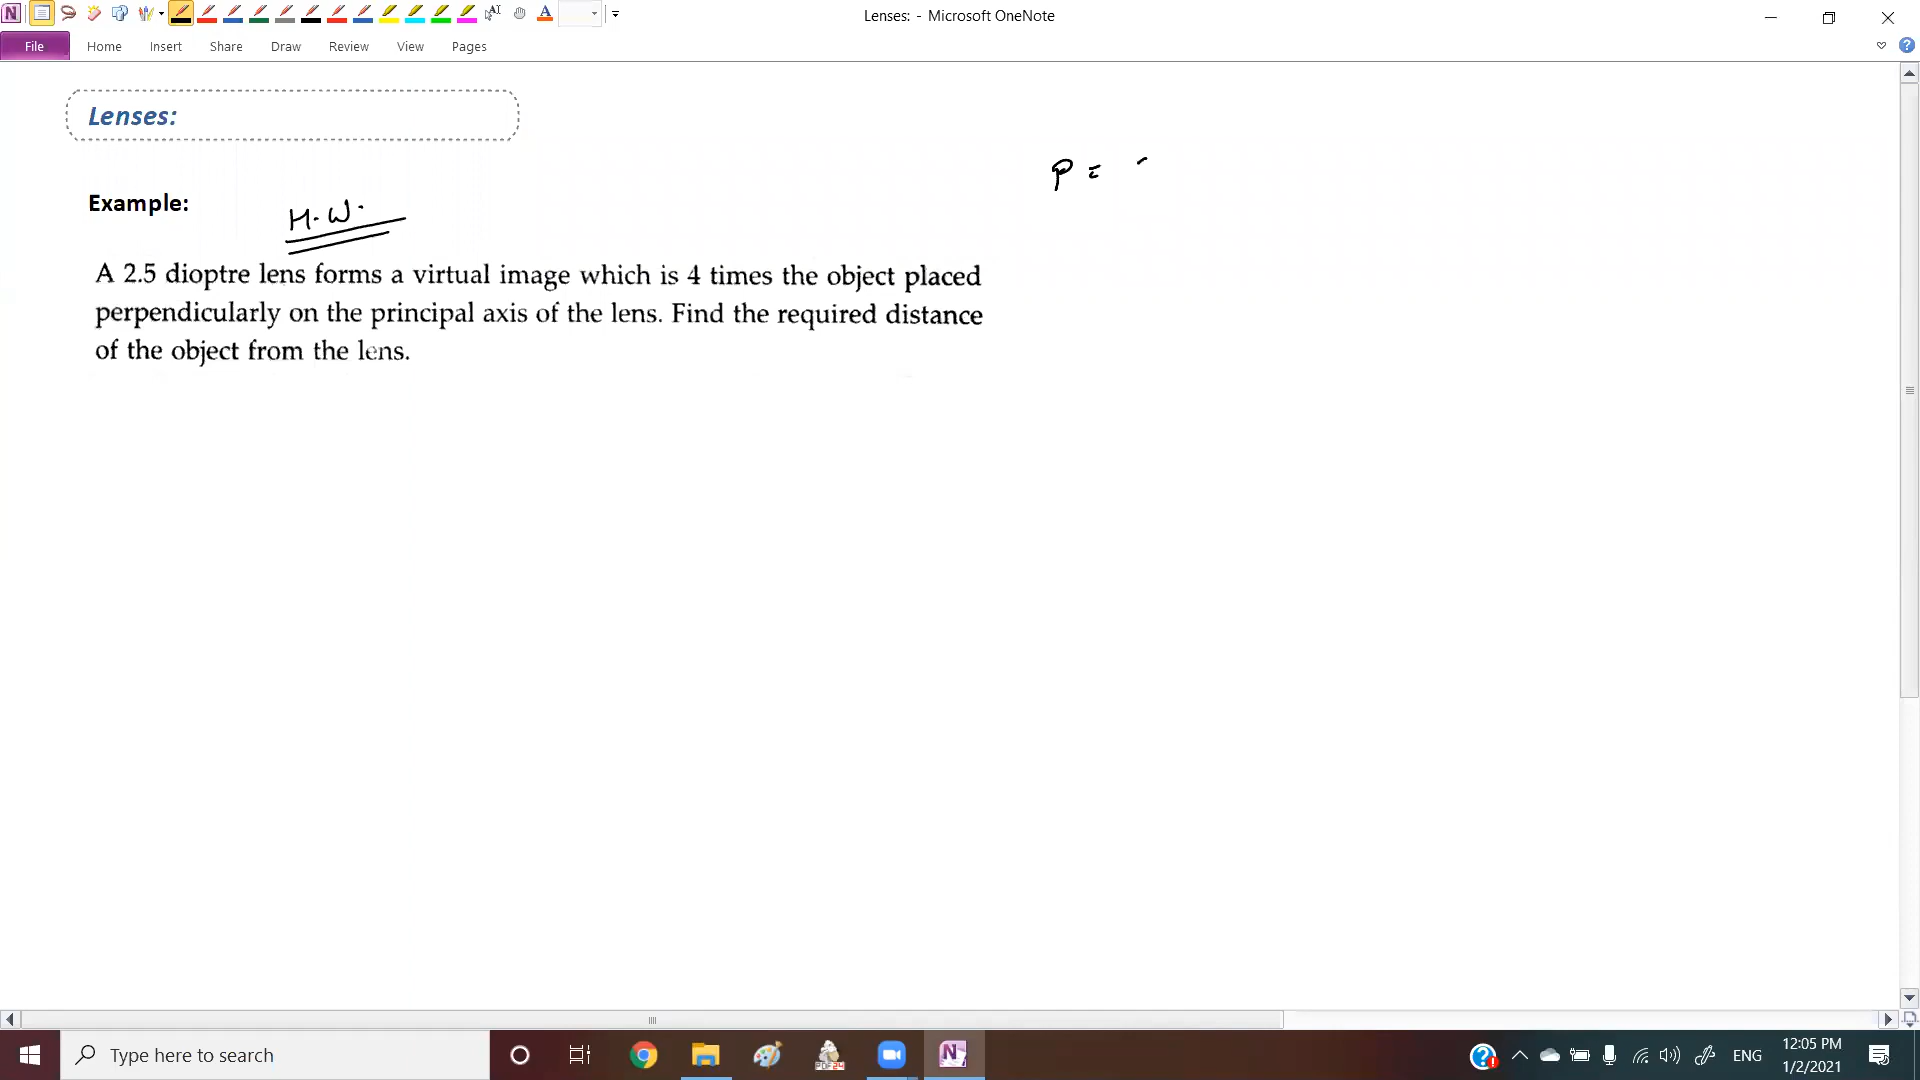 Lenses: - Microsoft OneNote
File Home Insert Share Draw Review View Pages
Lenses:
P =
Example:
H.W.
A 2.5 dioptre lens forms a virtual image which is 4 times the object placed
perpendicularly on the principal axis of the lens. Find the required distance
of the object from the lens.
Type here to search
PDF24
ENG
12:05 PM
1/2/2021